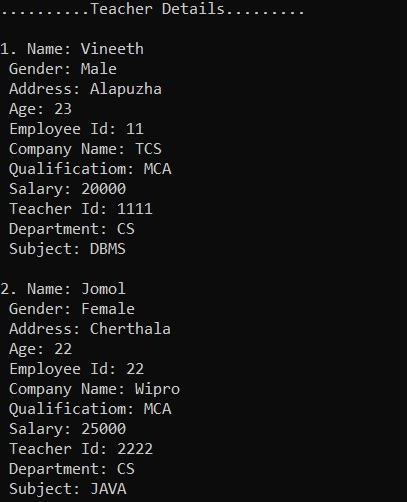 ..........Teacher Details.........
1. Name: Vineeth
Gender: Male
Address: Alapuzha
Age: 23
Employee Id: 11
Company Name: TCS
Qualificatiom: MCA
Salary: 20000
Teacher Id: 1111
Department: CS
Subject: DBMS
2. Name: Jomol
Gender: Female
Address: Cherthala
Age: 22
Employee Id: 22
Company Name: Wipro
Qualificatiom: MCA
Salary: 25000
Teacher Id: 2222
Department: CS
Subject: JAVA